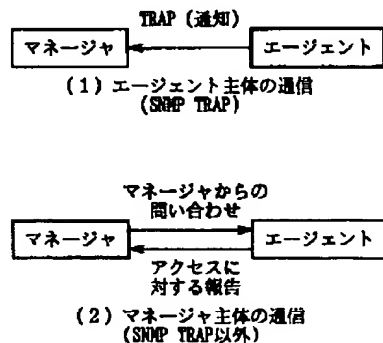 TRAP (通知)
マネージャ
エージェント
(1) エージェント主体の通信
(SNMP TRAP)
マネージャからの
問い合わせ
マネージャ
エージェント
アクセスに
対する報告
(2) マネージャ主体の通信
(SNMP TRAP以外)